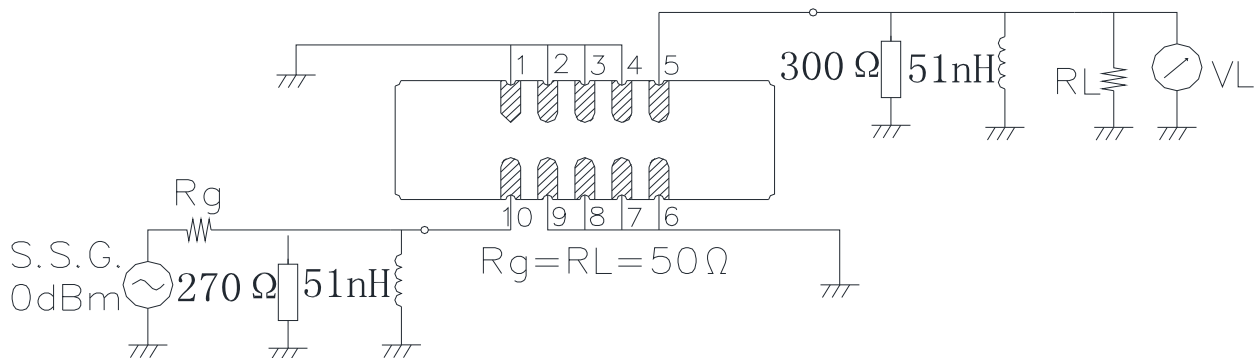 1 2 3 4 5
300 Ω 51nH RL VL
10 9 8 7 6
Rg
Rg=RL=50Ω
S.S.G.
0dBm
270 Ω 51nH